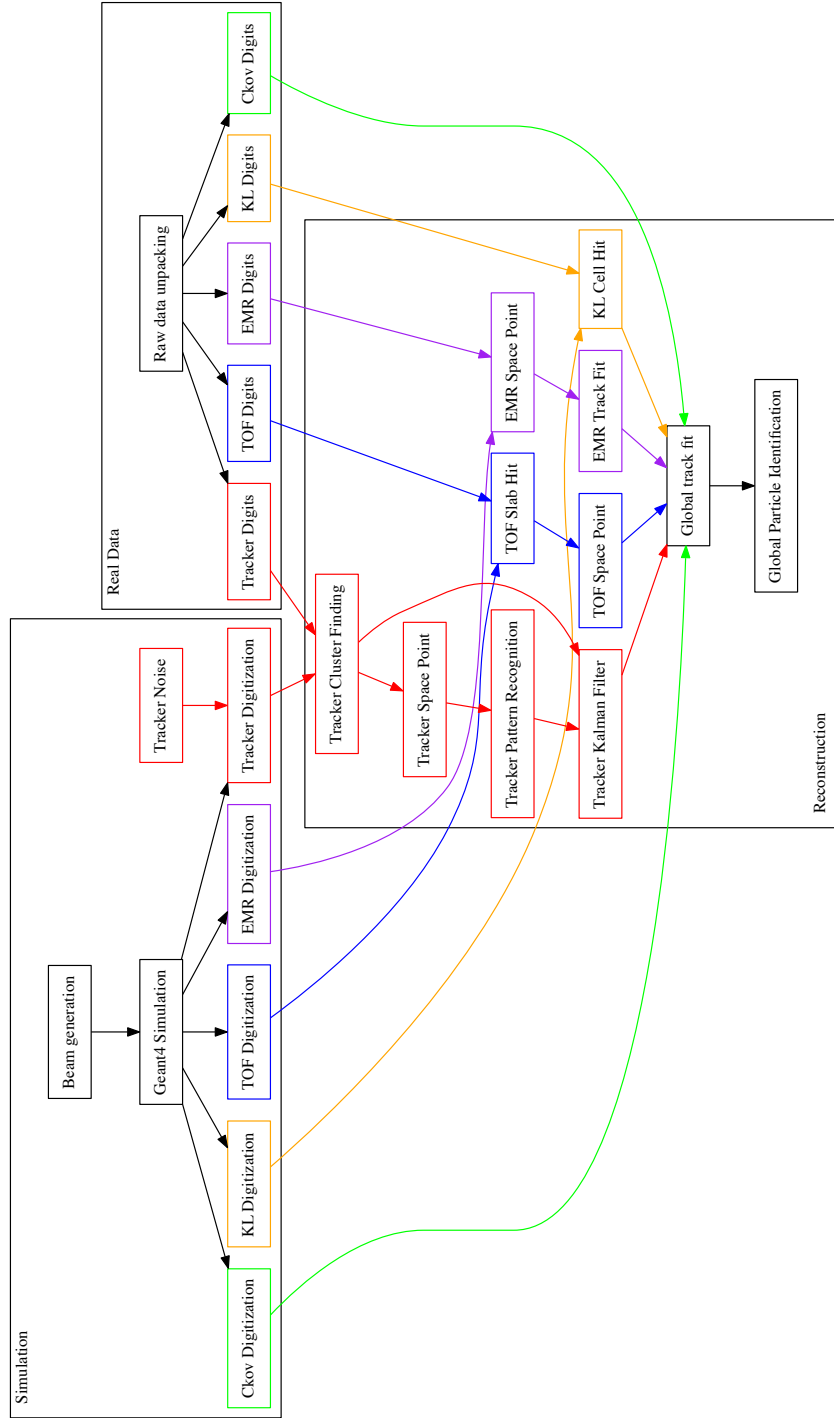 Simulation
Beam generation
Geant4 Simulation
Tracker Noise
Ckov Digitization
KL Digitization
TOF Digitization
EMR Digitization
Tracker Digitization
Real Data
Raw data unpacking
Tracker Digits
TOF Digits
EMR Digits
KL Digits
Ckov Digits
Tracker Cluster Finding
Tracker Space Point
Tracker Pattern Recognition
TOF Slab Hit
EMR Space Point
Tracker Kalman Filter
TOF Space Point
EMR Track Fit
KL Cell Hit
Global track fit
Global Particle Identification
Reconstruction